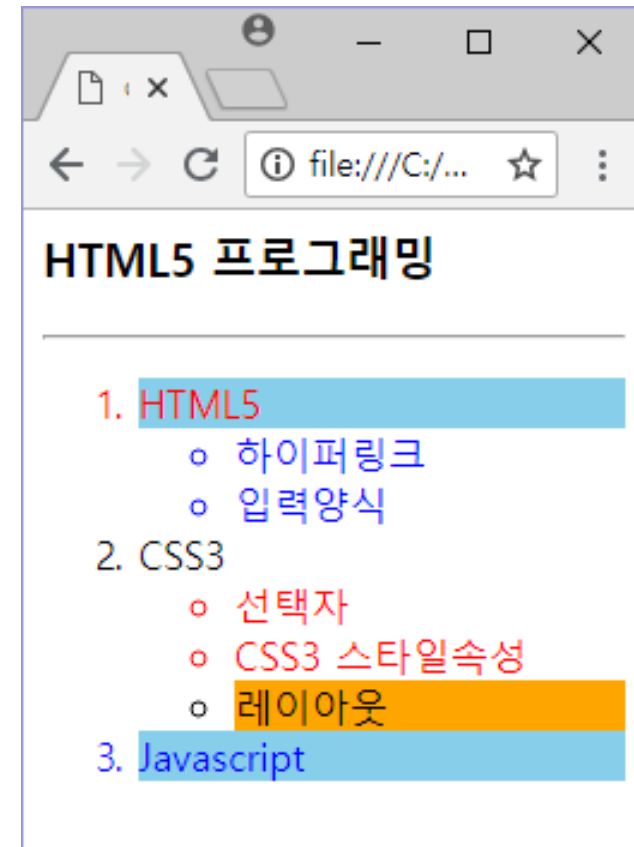 file:///C:/...
HTML5 프로그래밍
1. HTML5
하이퍼링크
입력양식
2. CSS3
선택자
CSS3 스타일속성
레이아웃
3. Javascript